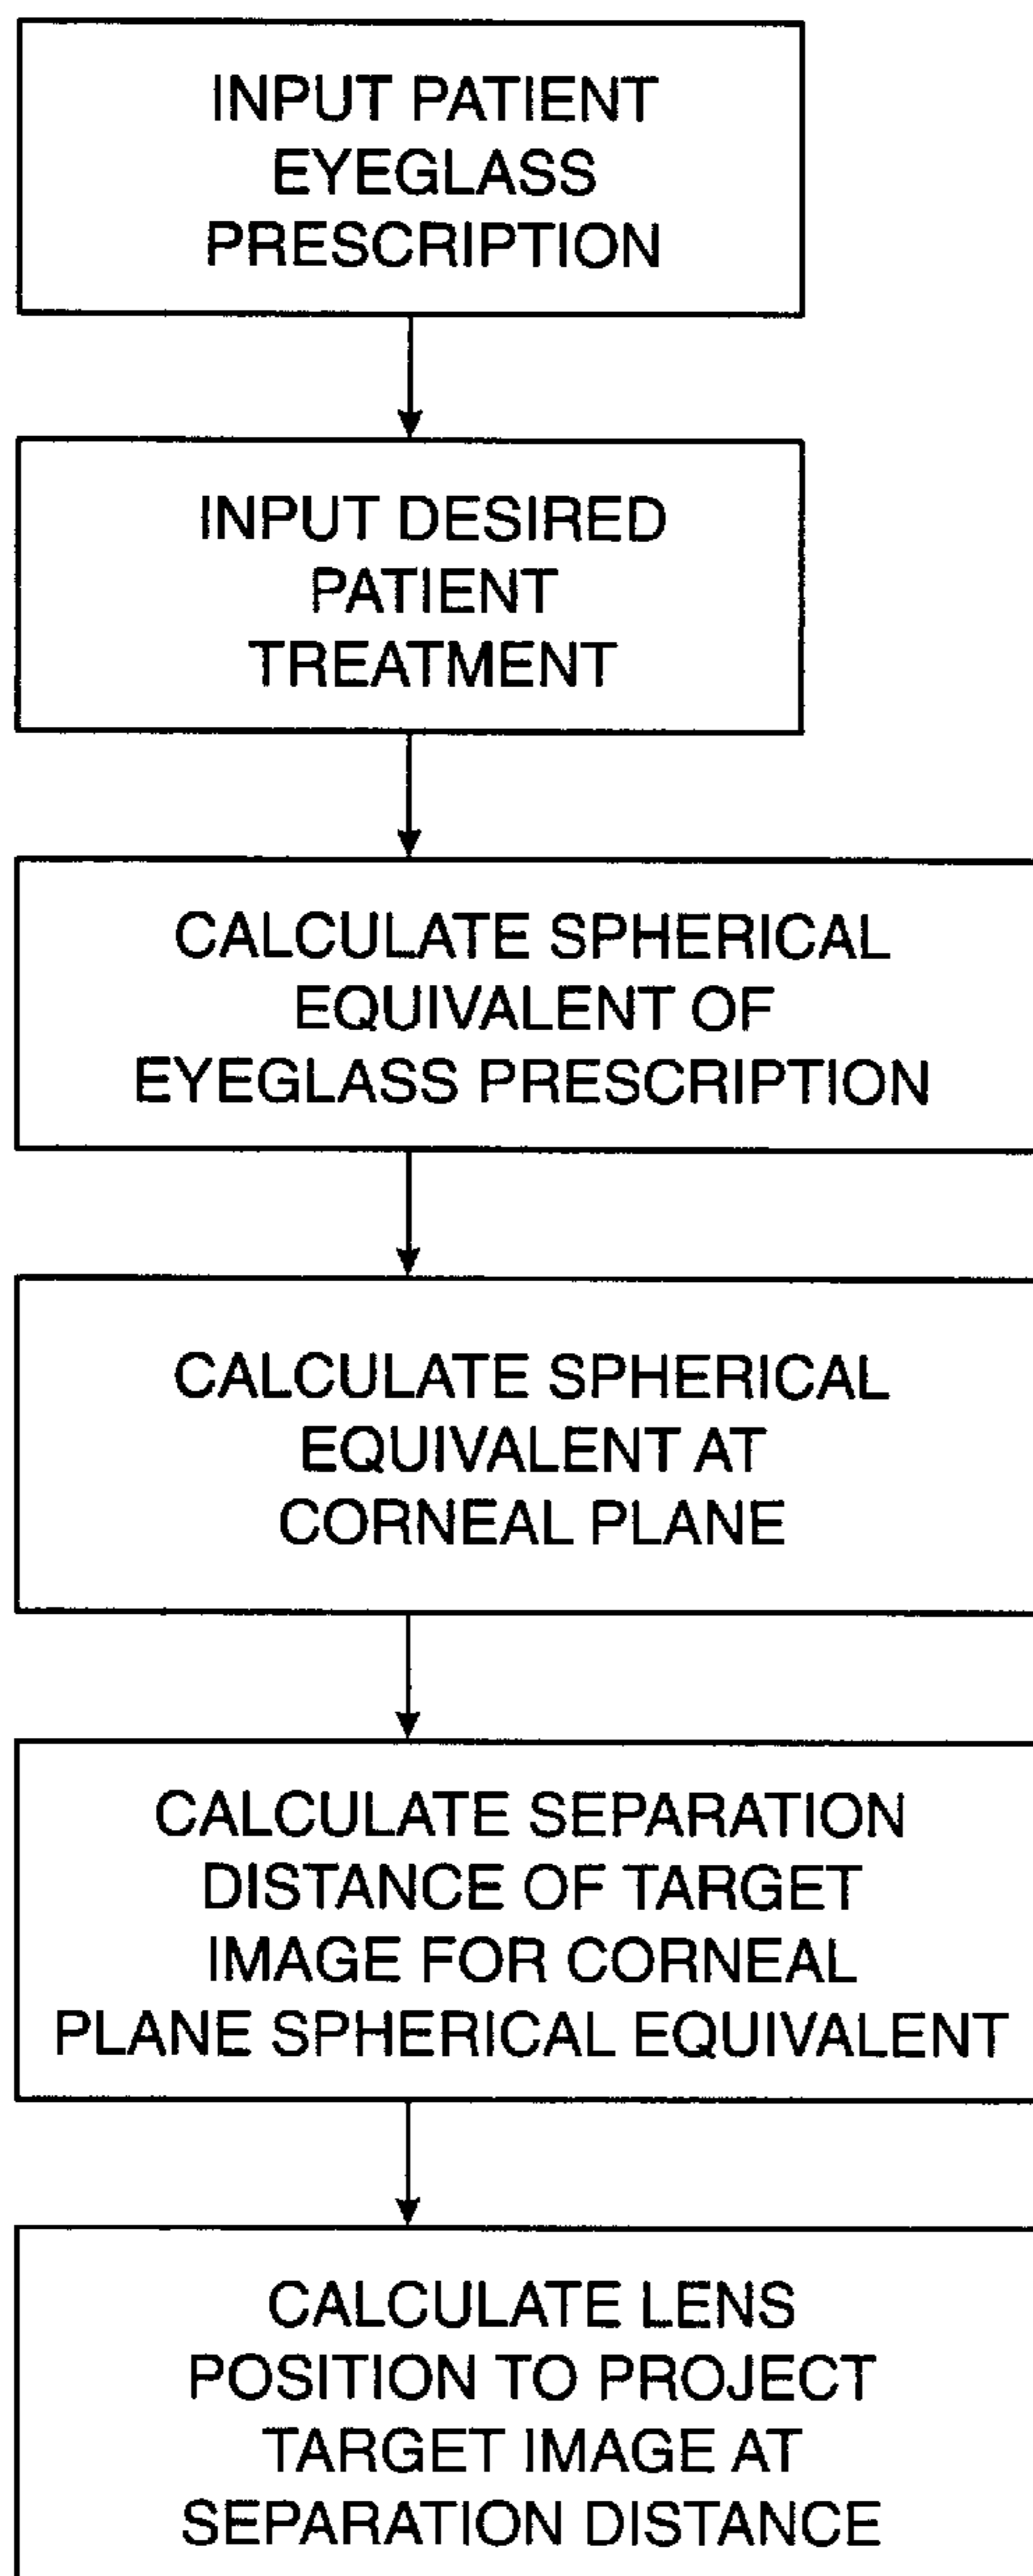 INPUT PATIENT
EYEGLASS
PRESCRIPTION
INPUT DESIRED
PATIENT
TREATMENT
CALCULATE SPHERICAL
EQUIVALENT OF
EYEGLASS PRESCRIPTION
CALCULATE SPHERICAL
EQUIVALENT AT
CORNEAL PLANE
CALCULATE SEPARATION
DISTANCE OF TARGET
IMAGE FOR CORNEAL
PLANE SPHERICAL EQUIVALENT
CALCULATE LENS
POSITION TO PROJECT
TARGET IMAGE AT
SEPARATION DISTANCE